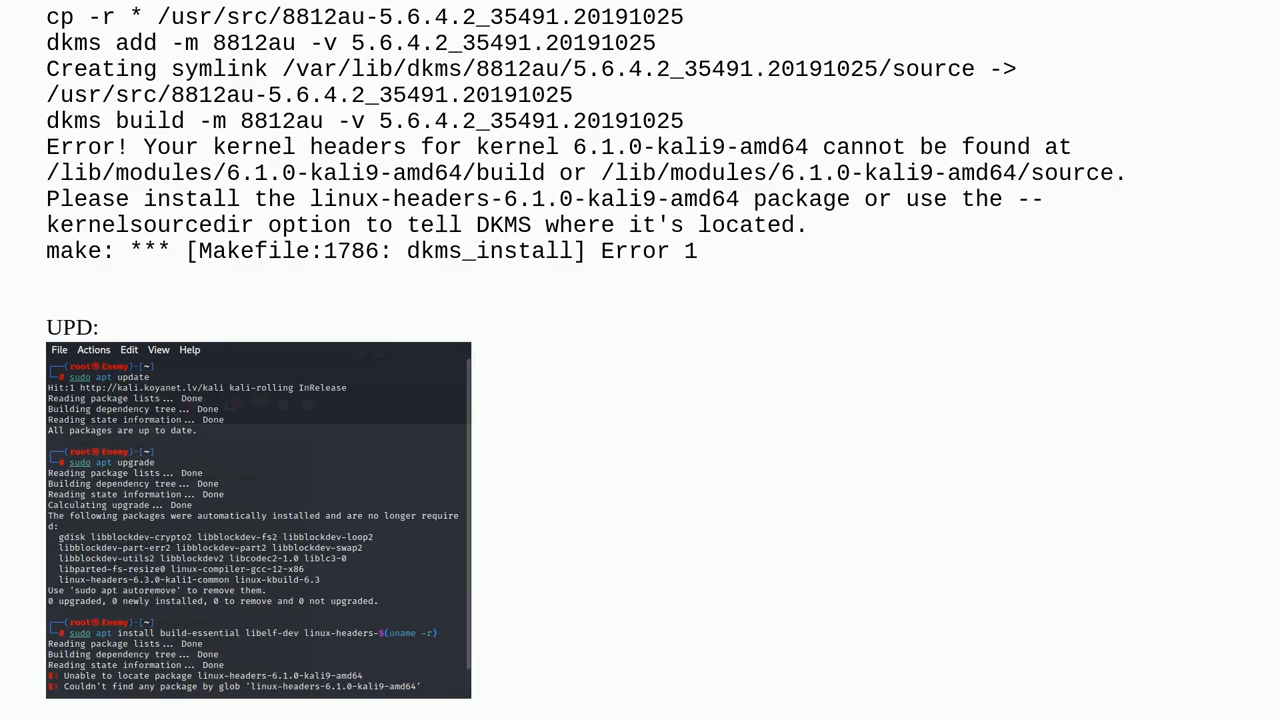 cp -r * /usr/src/8812au-5.6.4.2_35491.20191025
dkms add -m 8812au -v 5.6.4.2_35491.20191025
Creating symlink /var/lib/dkms/8812au/5.6.4.2_35491.20191025/source ->
/usr/src/8812au-5.6.4.2_35491.20191025
dkms build -m 8812au -v 5.6.4.2_35491.20191025
Error! Your kernel headers for kernel 6.1.0-kali9-amd64 cannot be found at
/lib/modules/6.1.0-kali9-amd64/build or /lib/modules/6.1.0-kali9-amd64/source.
Please install the linux-headers-6.1.0-kali9-amd64 package or use the --
kernelsourcedir option to tell DKMS where it's located.
make: *** [Makefile:1786: dkms_install] Error 1
UPD:
File Actions Edit View Help
┌──(root㉿Enemy)-[~]
└─# sudo apt update
Hit:1 http://kali.koyanet.lv/kali kali-rolling InRelease
Reading package lists... Done
Building dependency tree... Done
Reading state information... Done
All packages are up to date.
┌──(root㉿Enemy)-[~]
└─# sudo apt upgrade
Reading package lists... Done
Building dependency tree... Done
Reading state information... Done
Calculating upgrade... Done
The following packages were automatically installed and are no longer require
d:
gdisk libblockdev-crypto2 libblockdev-fs2 libblockdev-loop2
libblockdev-part-err2 libblockdev-part2 libblockdev-swap2
libblockdev-utils2 libblockdev2 libcodec2-1.0 liblc3-0
libparted-fs-resize0 linux-compiler-gcc-12-x86
linux-headers-6.3.0-kali1-common linux-kbuild-6.3
Use 'sudo apt autoremove' to remove them.
0 upgraded, 0 newly installed, 0 to remove and 0 not upgraded.
┌──(root㉿Enemy)-[~]
└─# sudo apt install build-essential libelf-dev linux-headers-$(uname -r)
Reading package lists... Done
Building dependency tree... Done
Reading state information... Done
E: Unable to locate package linux-headers-6.1.0-kali9-amd64
E: Couldn't find any package by glob 'linux-headers-6.1.0-kali9-amd64'